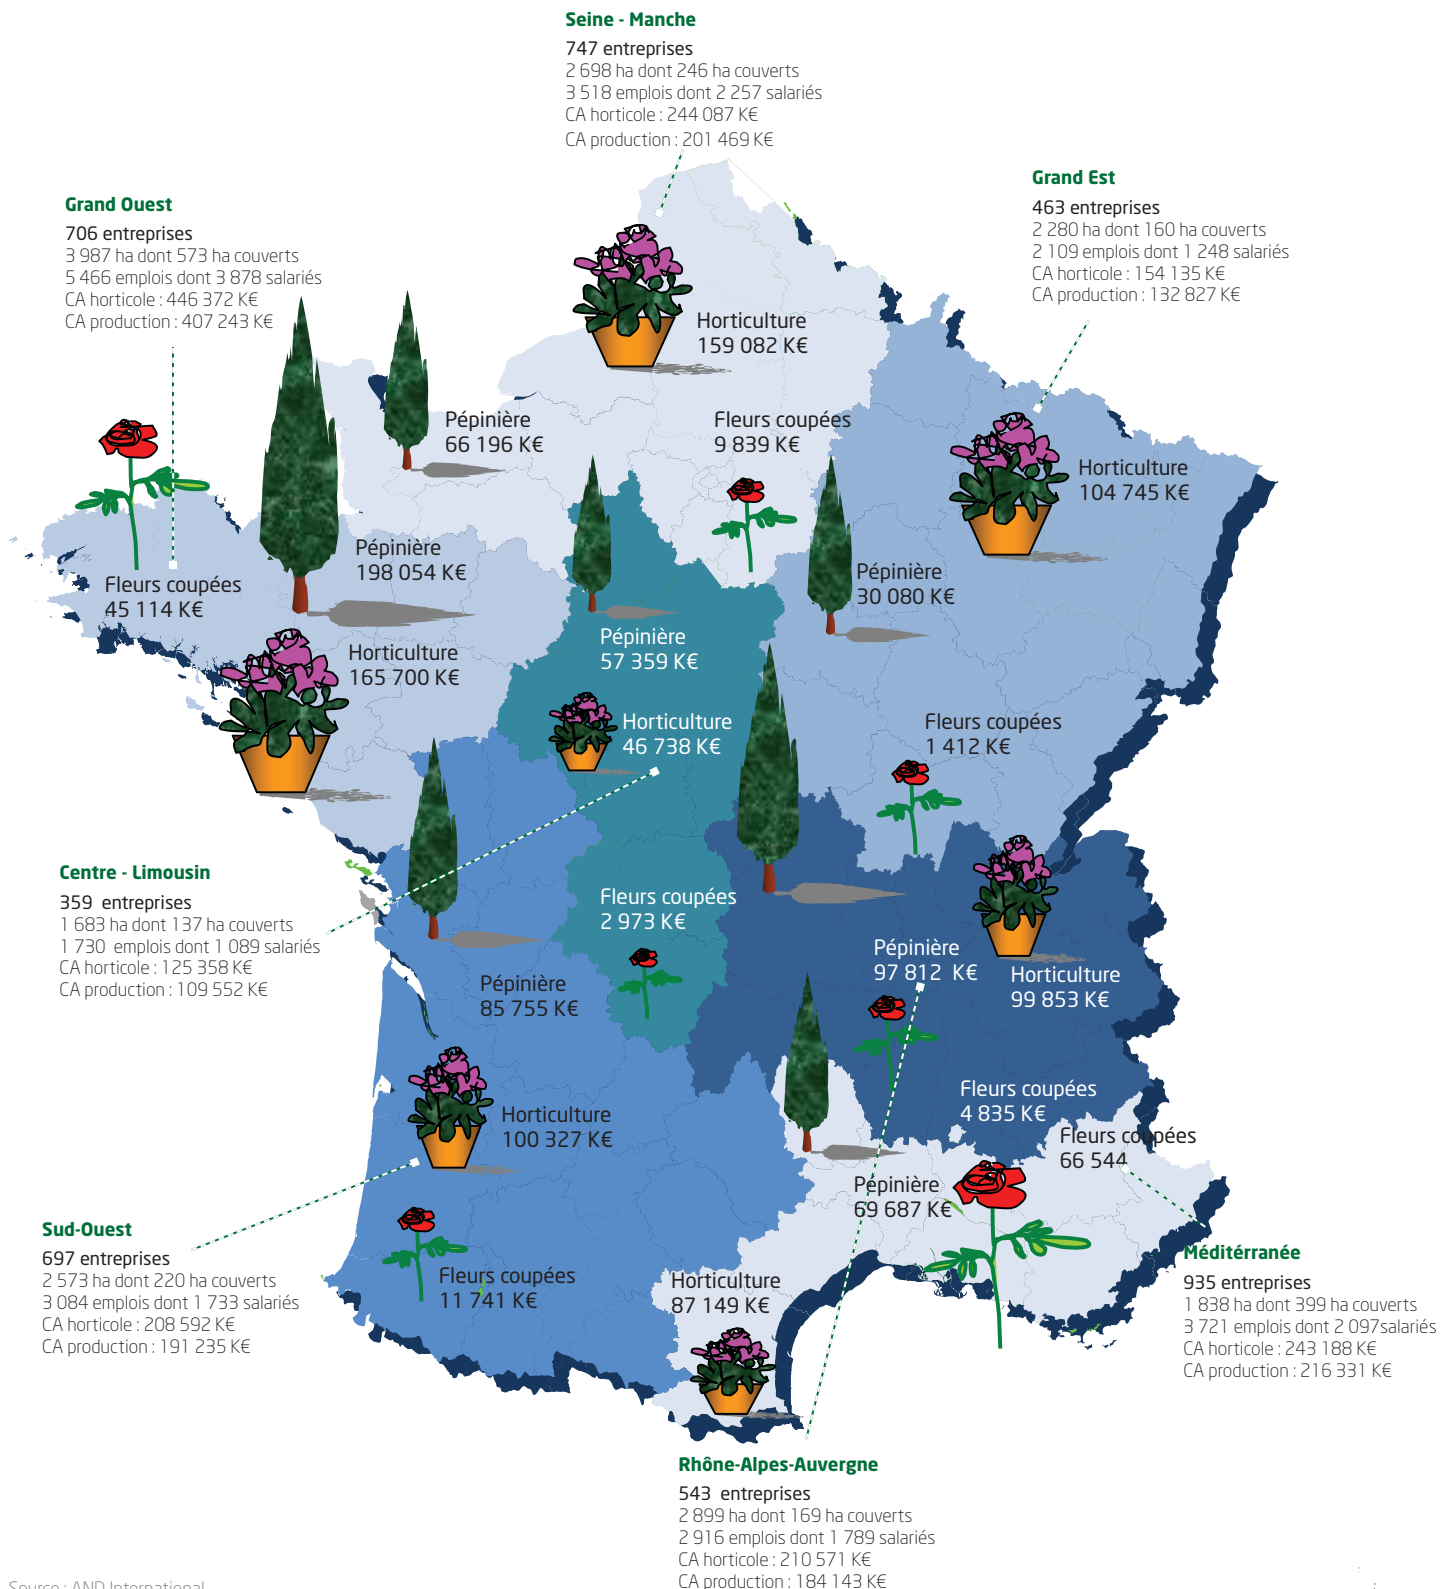 Seine - Manche
747 entreprises
2 698 ha dont 246 ha couverts
3 518 emplois dont 2 257 salariés
CA horticole : 244 087 K€
CA production : 201 469 K€
Grand Est
463 entreprises
2 280 ha dont 160 ha couverts
2 109 emplois dont 1 248 salariés
CA horticole : 154 135 K€
CA production : 132 827 K€
Grand Ouest
706 entreprises
3 987 ha dont 573 ha couverts
5 466 emplois dont 3 878 salariés
CA horticole : 446 372 K€
CA production : 407 243 K€
Horticulture
159 082 K€
Pépinière
66 196 K€
Fleurs coupées
9 839 K€
Horticulture
104 745 K€
Pépinière
198 054 K€
Fleurs coupées
45 114 K€
Pépinière
30 080 K€
Pépinière
57 359 K€
Horticulture
165 700 K€
Horticulture
46 738 K€
Fleurs coupées
1 412 K€
Centre - Limousin
359 entreprises
1 683 ha dont 137 ha couverts
1 730 emplois dont 1 089 salariés
CA horticole : 125 358 K€
CA production : 109 552 K€
Fleurs coupées
2 973 K€
Pépinière
97 812 K€
Horticulture
99 853 K€
Pépinière
85 755 K€
Horticulture
100 327 K€
Fleurs coupées
4 835 K€
Fleurs coupées
66 544
Pépinière
69 687 K€
Sud-Ouest
697 entreprises
2 573 ha dont 220 ha couverts
3 084 emplois dont 1 733 salariés
CA horticole : 208 592 K€
CA production : 191 235 K€
Fleurs coupées
11 741 K€
Horticulture
87 149 K€
Méditérranée
935 entreprises
1 838 ha dont 399 ha couverts
3 721 emplois dont 2 097salariés
CA horticole : 243 188 K€
CA production : 216 331 K€
Rhône-Alpes-Auvergne
543 entreprises
2 899 ha dont 169 ha couverts
2 916 emplois dont 1 789 salariés
CA horticole : 210 571 K€
CA production : 184 143 K€
Source : AND International